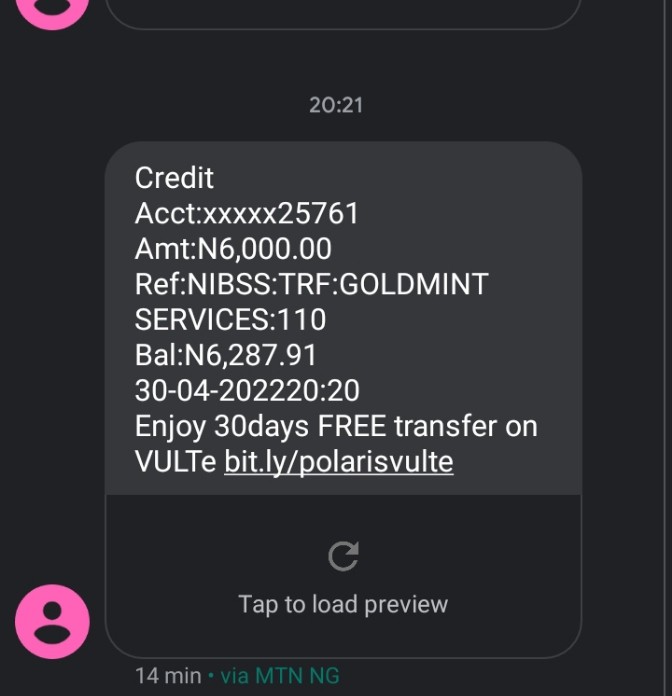 20:21
Credit
Acct:xxxxx25761
Amt:N6,000.00
Ref:NIBSS:TRF:GOLDMINT
SERVICES:110
Bal:N6,287.91
30-04-202220:20
Enjoy 30days FREE transfer on
VULTe bit.ly/polarisvulte
Tap to load preview
14 min • via MTN NG